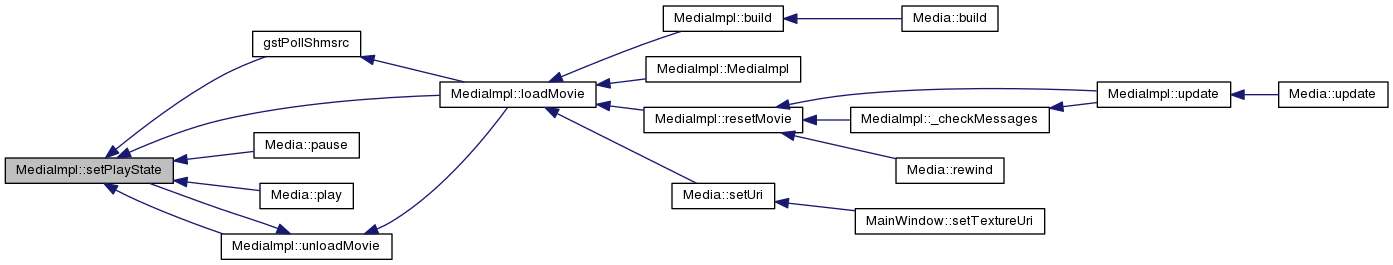 MediaImpl::setPlayState
gstPollShmsrc
MediaImpl::loadMovie
MediaImpl::build
Media::build
MediaImpl::MediaImpl
MediaImpl::resetMovie
MediaImpl::update
Media::update
MediaImpl::_checkMessages
Media::rewind
Media::setUri
MainWindow::setTextureUri
Media::pause
Media::play
MediaImpl::unloadMovie